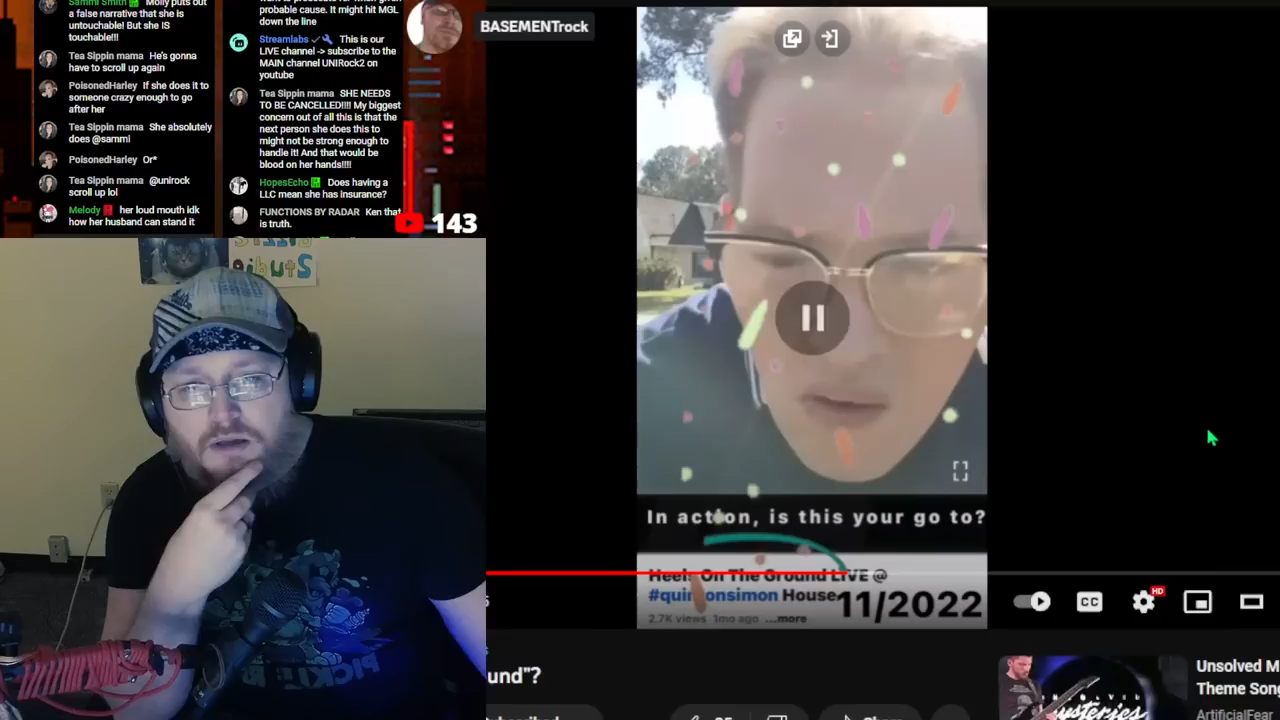 Sammi Smith Molly puts out
a false narrative that she is
untouchable! But she IS
touchable!!!
Tea Sippin mama He's gonna
have to scroll up again
PoisonedHarley If she does it to
someone crazy enough to go
after her
Tea Sippin mama She absolutely
does @sammi
PoisonedHarley Or*
Tea Sippin mama @unirock
scroll up lol
Melody her loud mouth idk
how her husband can stand it
probable cause. It might hit MGL
down the line
Streamlabs This is our
LIVE channel -> subscribe to the
MAIN channel UNIRock2 on
youtube
Tea Sippin mama SHE NEEDS
TO BE CANCELLED!!!! My biggest
concern out of all this is that the
next person she does this to
might not be strong enough to
handle it! And that would be
blood on her hands!!!!
HopesEcho Does having a
LLC mean she has insurance?
FUNCTIONS BY RADAR Ken that
is truth.
143
BASEMENTrock
In action, is this your go to?
Heels On The Ground LIVE @
#quintonsimon House
2.7K views 1mo ago ...more
11/2022
CC
HD
und"?
Unsolved M
Theme Song
ArtificialFear